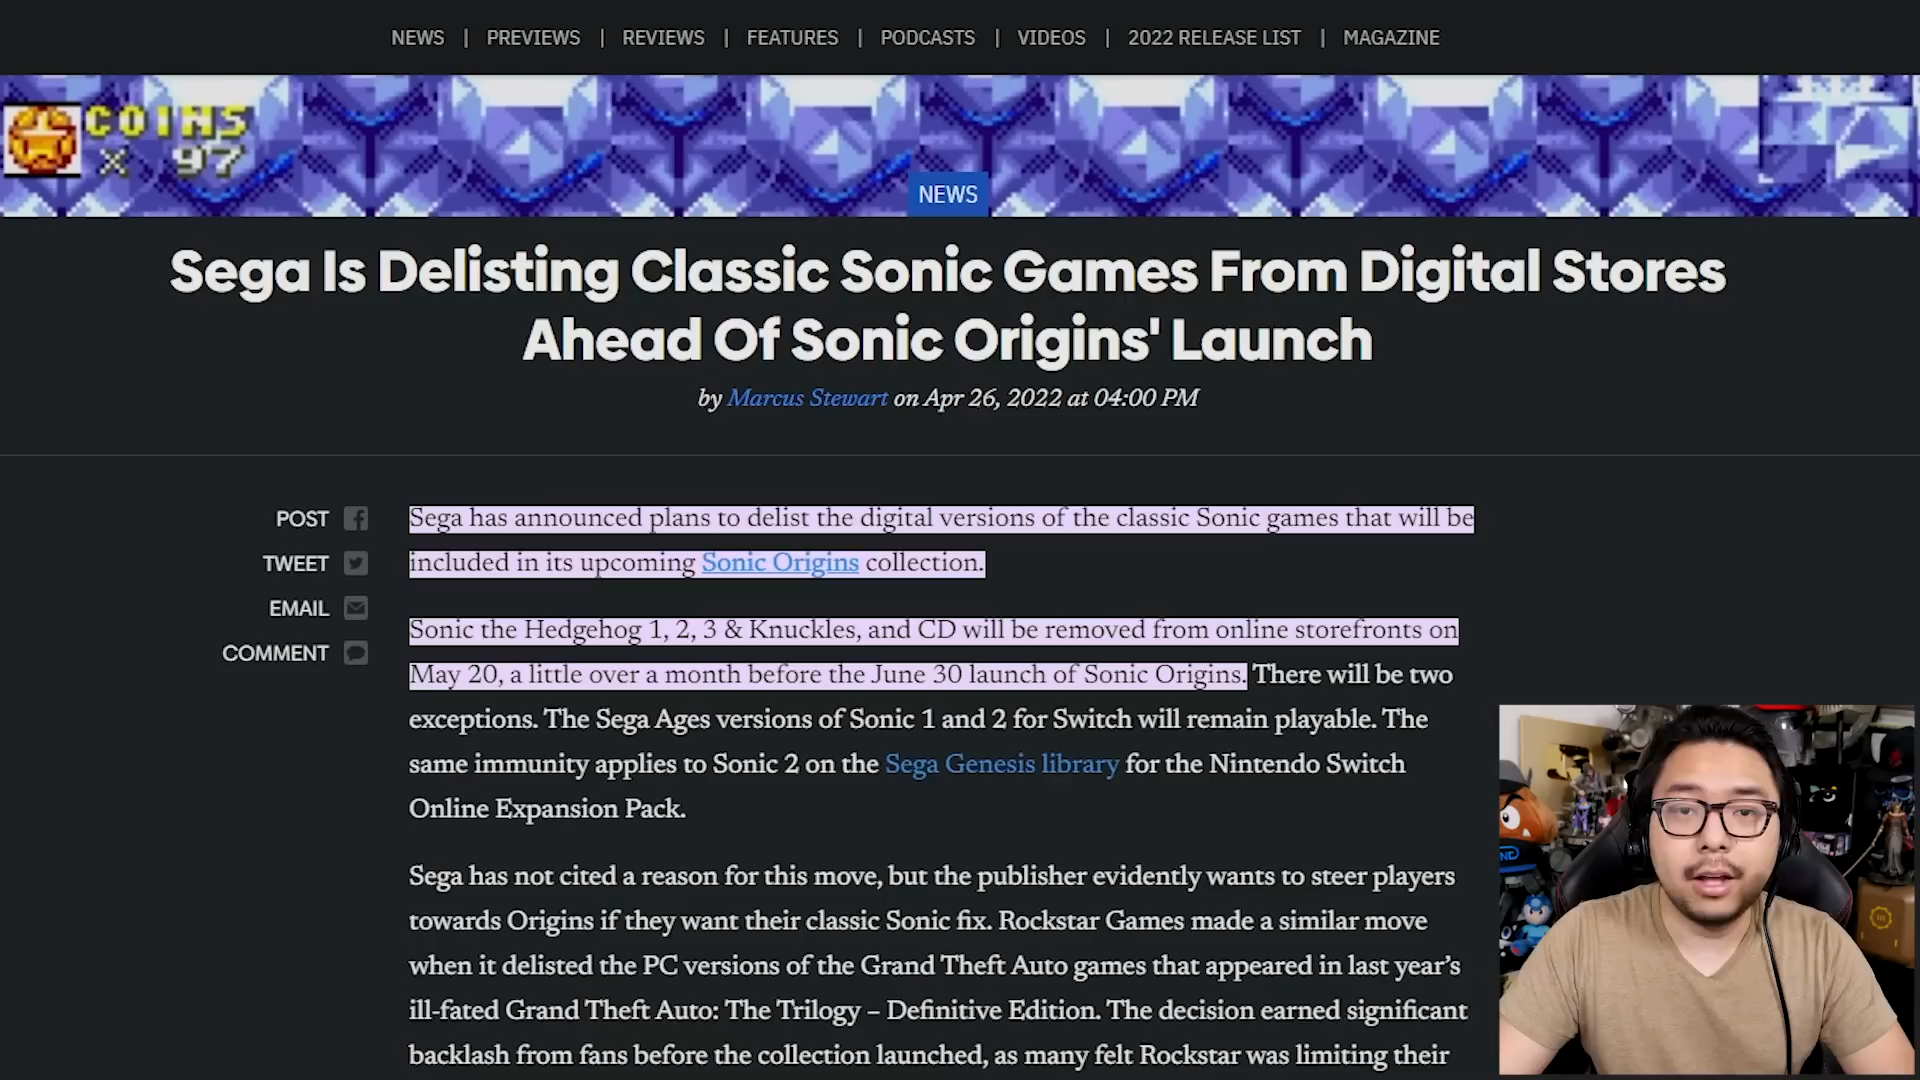 NEWS | PREVIEWS | REVIEWS | FEATURES | PODCASTS | VIDEOS | 2022 RELEASE LIST | MAGAZINE
COINS
X 97
NEWS
Sega Is Delisting Classic Sonic Games From Digital Stores
Ahead Of Sonic Origins' Launch
by Marcus Stewart on Apr 26, 2022 at 04:00 PM
POST
TWEET
EMAIL
COMMENT
Sega has announced plans to delist the digital versions of the classic Sonic games that will be
included in its upcoming Sonic Origins collection.
Sonic the Hedgehog 1, 2, 3 & Knuckles, and CD will be removed from online storefronts on
May 20, a little over a month before the June 30 launch of Sonic Origins. There will be two
exceptions. The Sega Ages versions of Sonic 1 and 2 for Switch will remain playable. The
same immunity applies to Sonic 2 on the Sega Genesis library for the Nintendo Switch
Online Expansion Pack.
Sega has not cited a reason for this move, but the publisher evidently wants to steer players
towards Origins if they want their classic Sonic fix. Rockstar Games made a similar move
when it delisted the PC versions of the Grand Theft Auto games that appeared in last year’s
ill-fated Grand Theft Auto: The Trilogy – Definitive Edition. The decision earned significant
backlash from fans before the collection launched, as many felt Rockstar was limiting their